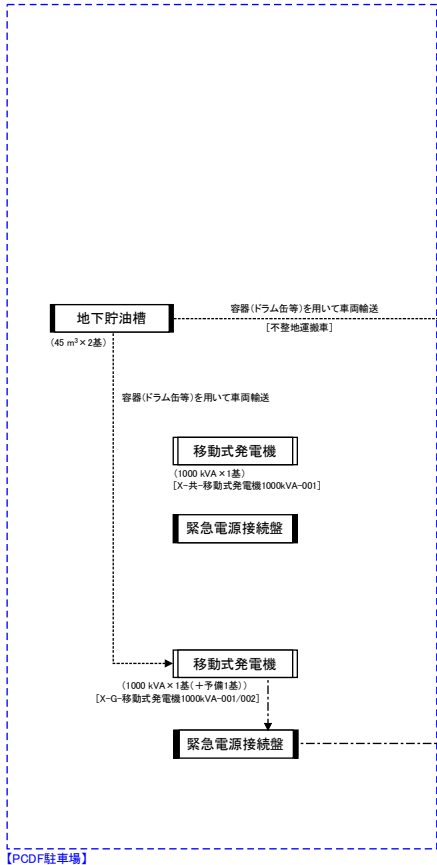 地下貯油槽
(45 m³×2基)
容器(ドラム缶等)を用いて車両輸送
[不整地運搬車]
容器(ドラム缶等)を用いて車両輸送
移動式発電機
(1000 kVA×1基)
[X-共-移動式発電機1000kVA-001]
緊急電源接続盤
移動式発電機
(1000 kVA×1基(+予備1基))
[X-G-移動式発電機1000kVA-001/002]
緊急電源接続盤
【PCDF駐車場】